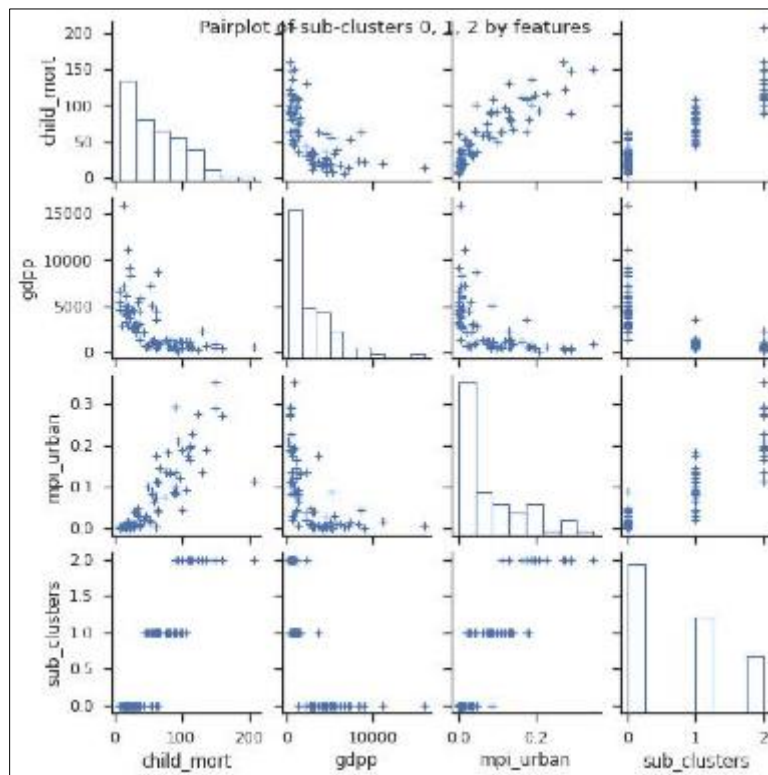 Pairplot of sub-clusters 0, 1, 2 by features
200
150
100
50
0
child_mort
15000
10000
5000
0
gdpp
0.3
0.2
0.1
0.0
mpi_urban
2.0
1.5
1.0
0.5
0.0
sub_clusters
0 100 200
0 10000
0.0 0.2
0 1 2
child_mort gdpp mpi_urban sub_clusters